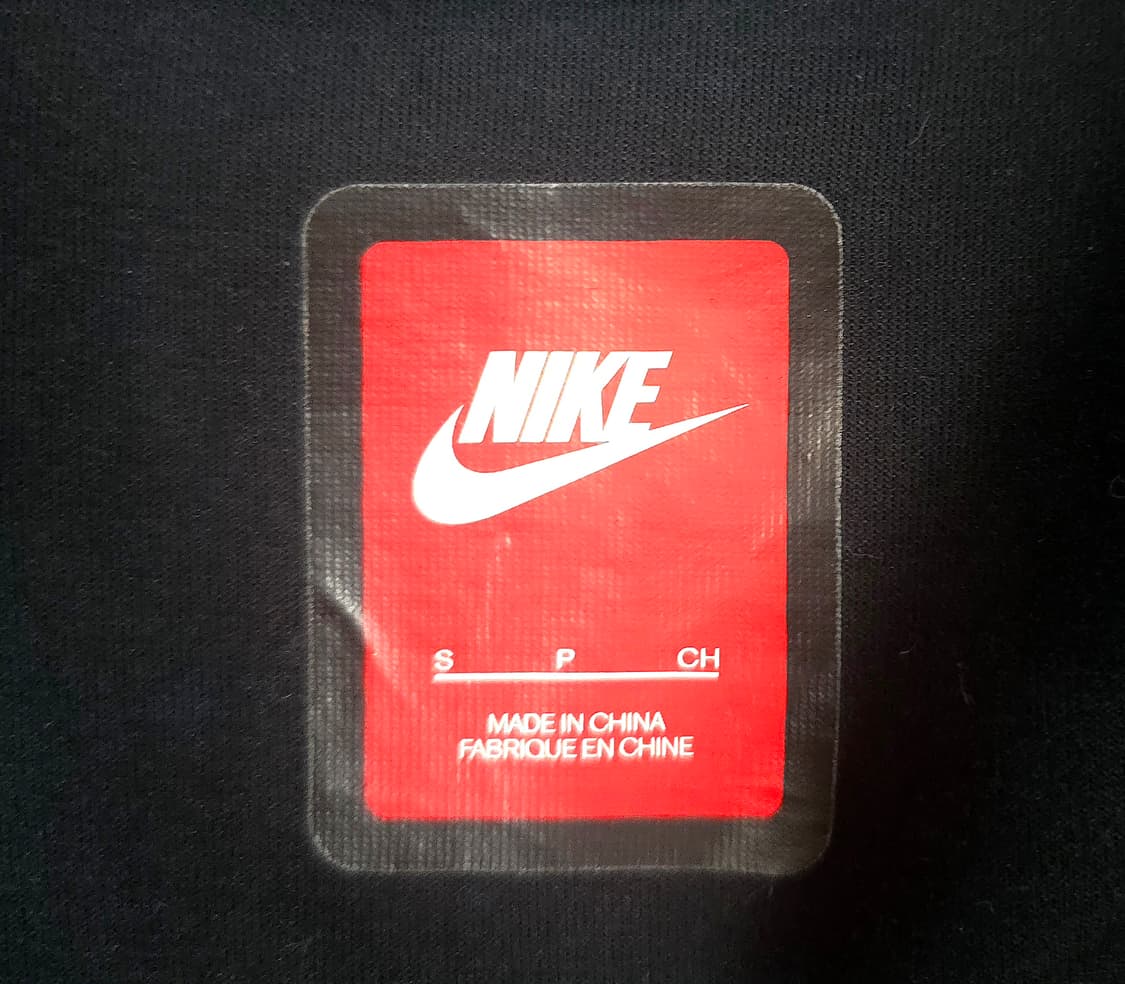 NIKE
S P CH
MADE IN CHINA
FABRIQUE EN CHINE